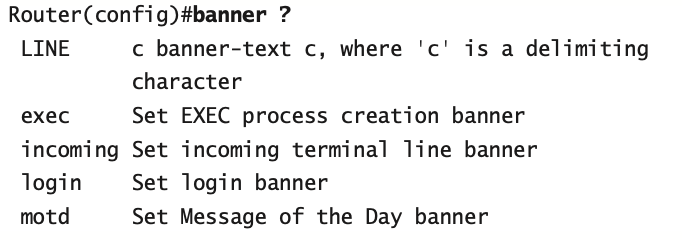 Router(config)#banner ?
LINE c banner-text c, where 'c' is a delimiting
character
exec Set EXEC process creation banner
incoming Set incoming terminal line banner
login Set login banner
motd Set Message of the Day banner